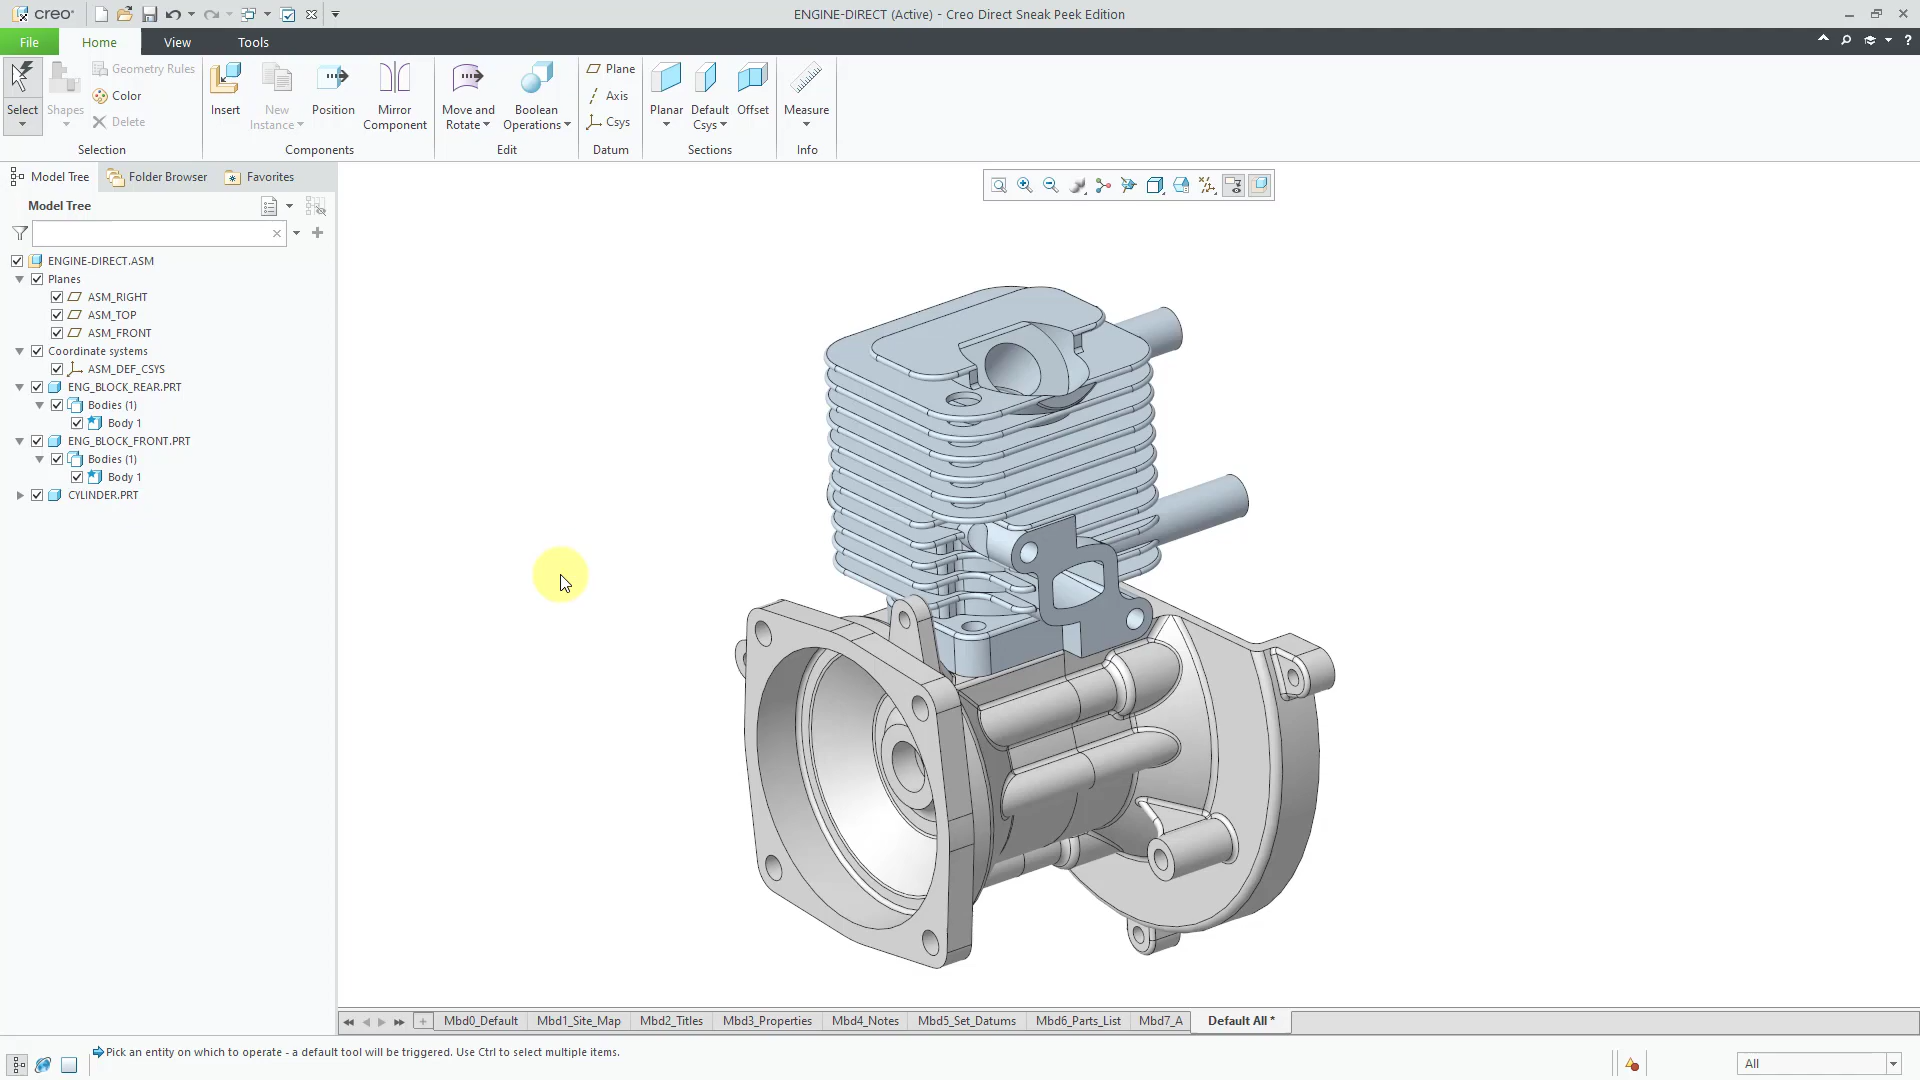 creo
ENGINE-DIRECT (Active) - Creo Direct Sneak Peek Edition
File Home View Tools
Select
Shapes
Geometry Rules
Color
Delete
Selection
Insert
New
Instance
Position
Mirror
Component
Components
Move and
Rotate
Boolean
Operations
Edit
Plane
Axis
Csys
Datum
Planar
Default
Csys
Offset
Sections
Measure
Info
Model Tree Folder Browser Favorites
Model Tree
ENGINE-DIRECT.ASM
Planes
ASM_RIGHT
ASM_TOP
ASM_FRONT
Coordinate systems
ASM_DEF_CSYS
ENG_BLOCK_REAR.PRT
Bodies (1)
Body 1
ENG_BLOCK_FRONT.PRT
Bodies (1)
Body 1
CYLINDER.PRT
Mbd0_Default Mbd1_Site_Map Mbd2_Titles Mbd3_Properties Mbd4_Notes Mbd5_Set_Datums Mbd6_Parts_List Mbd7_A Default All *
Pick an entity on which to operate - a default tool will be triggered. Use Ctrl to select multiple items.
All